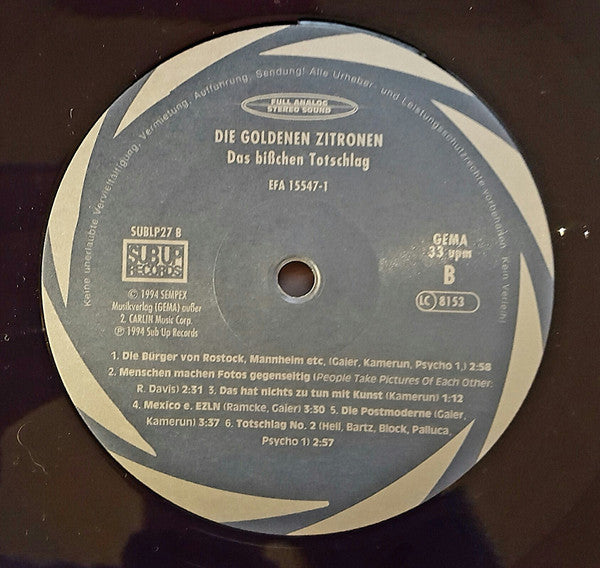 Keine unerlaubte Vervielfältigung, Vermietung, Aufführung, Sendung! Alle Urheber- und Leistungsschutzrechte vorbehalten. Kein Verleih!
FULL ANALOG
STEREO SOUND
DIE GOLDENEN ZITRONEN
Das bißchen Totschlag
EFA 15547-1
SUBLP27 B
SUB UP
RECORDS
GEMA
33 upm
B
LC 8153
© 1994 SEMPEX
Musikverlag (GEMA) außer
2. CARLIN Music Corp.
℗ 1994 Sub Up Records
1. Die Bürger von Rostock, Mannheim etc. (Gaier, Kamerun, Psycho 1,) 2:58
2. Menschen machen Fotos gegenseitig (People Take Pictures Of Each Other:
R. Davis) 2:31 3. Das hat nichts zu tun mit Kunst (Kamerun) 1:12
4. Mexico e. EZLN (Ramcke, Gaier) 3:30 5. Die Postmoderne (Gaier,
Kamerun) 3:37 6. Totschlag No. 2 (Hell, Bartz, Block, Palluca,
Psycho 1) 2:57